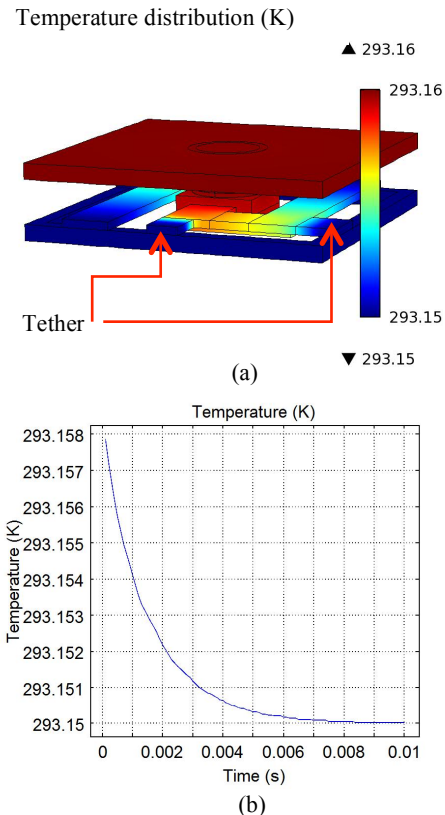 Temperature distribution (K)
▲ 293.16
293.16
293.15
▼ 293.15
Tether
(a)
Temperature (K)
293.158
293.157
293.156
293.155
293.154
293.153
293.152
293.151
293.15
Temperature (K)
0 0.002 0.004 0.006 0.008 0.01
Time (s)
(b)